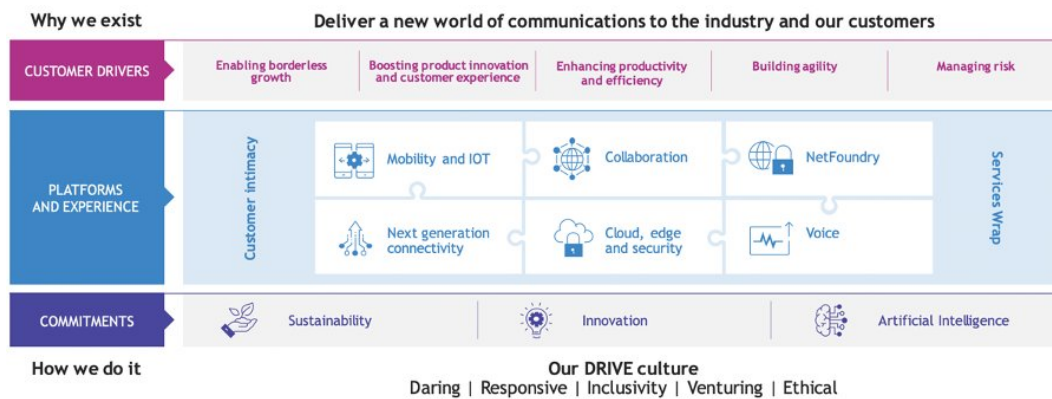 Why we exist
Deliver a new world of communications to the industry and our customers
CUSTOMER DRIVERS
Enabling borderless
growth
Boosting product innovation
and customer experience
Enhancing productivity
and efficiency
Building agility
Managing risk
PLATFORMS
AND EXPERIENCE
Customer intimacy
Mobility and IOT
Collaboration
NetFoundry
Next generation
connectivity
Cloud, edge
and security
Voice
Services Wrap
COMMITMENTS
Sustainability
Innovation
Artificial Intelligence
How we do it
Our DRIVE culture
Daring | Responsive | Inclusivity | Venturing | Ethical